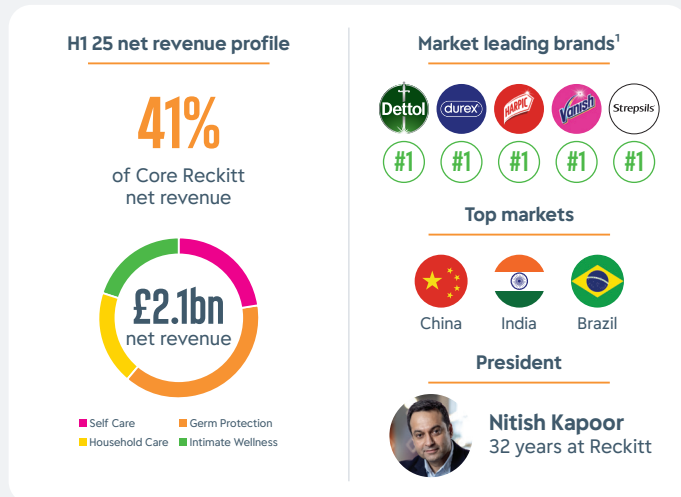 H1 25 net revenue profile
41%
of Core Reckitt
net revenue
£2.1bn
net revenue
Self Care
Germ Protection
Household Care
Intimate Wellness
Market leading brands¹
Dettol
durex
HARPIC
Vanish
Strepsils
#1
#1
#1
#1
#1
Top markets
China
India
Brazil
President
Nitish Kapoor
32 years at Reckitt